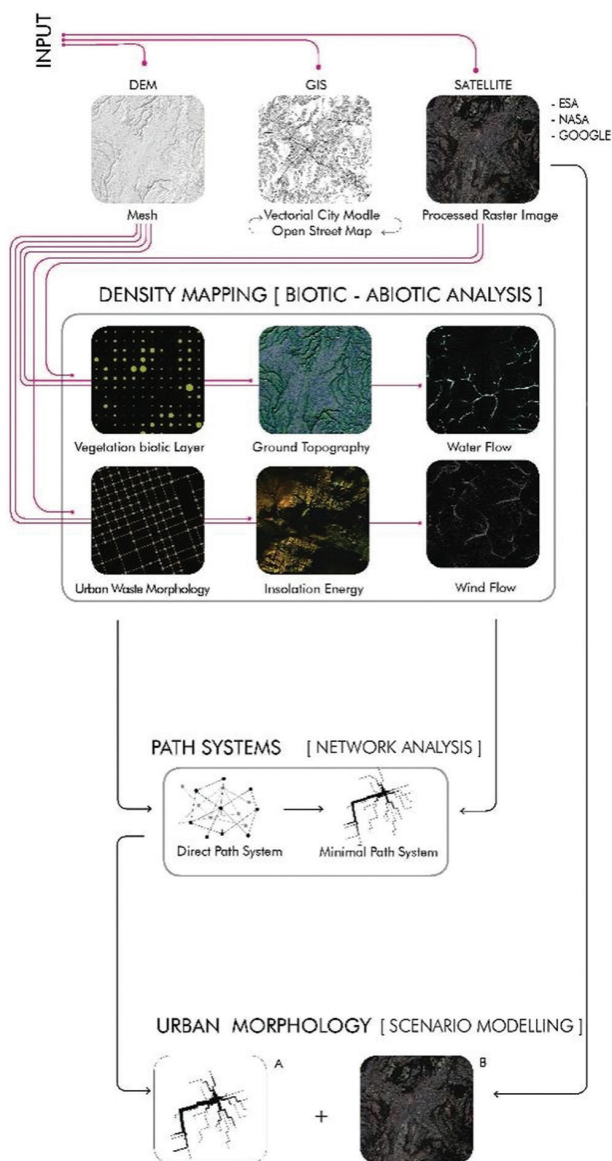 INPUT
DEM
GIS
SATELLITE
- ESA
- NASA
- GOOGLE
Mesh
Vectorial City Modle
Open Street Map
Processed Raster Image
DENSITY MAPPING [ BIOTIC - ABIOTIC ANALYSIS ]
Vegetation biotic Layer
Ground Topography
Water Flow
Urban Waste Morphology
Insolation Energy
Wind Flow
PATH SYSTEMS [ NETWORK ANALYSIS ]
Direct Path System
Minimal Path System
URBAN MORPHOLOGY [ SCENARIO MODELLING ]
A
+
B